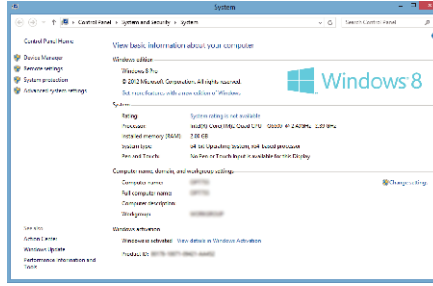 System
Control Panel ▸ System and Security ▸ System
Search Control Panel
Control Panel Home
Device Manager
Remote settings
System protection
Advanced system settings
View basic information about your computer
Windows edition
Windows 8 Pro
© 2012 Microsoft Corporation. All rights reserved.
Get more features with a new edition of Windows
Windows 8
System
Rating: System rating is not available
Processor: Intel(R) Core(TM)2 Quad CPU
Installed memory (RAM): 2.00 GB
System type: 64-bit Operating System, x64-based processor
Pen and Touch: No Pen or Touch Input is available for this Display
Computer name, domain, and workgroup settings
Computer name:
Change settings
Full computer name:
Computer description:
Workgroup:
Windows activation
Windows is activated View details in Windows Activation
Product ID:
See also
Action Center
Windows Update
Performance Information and
Tools